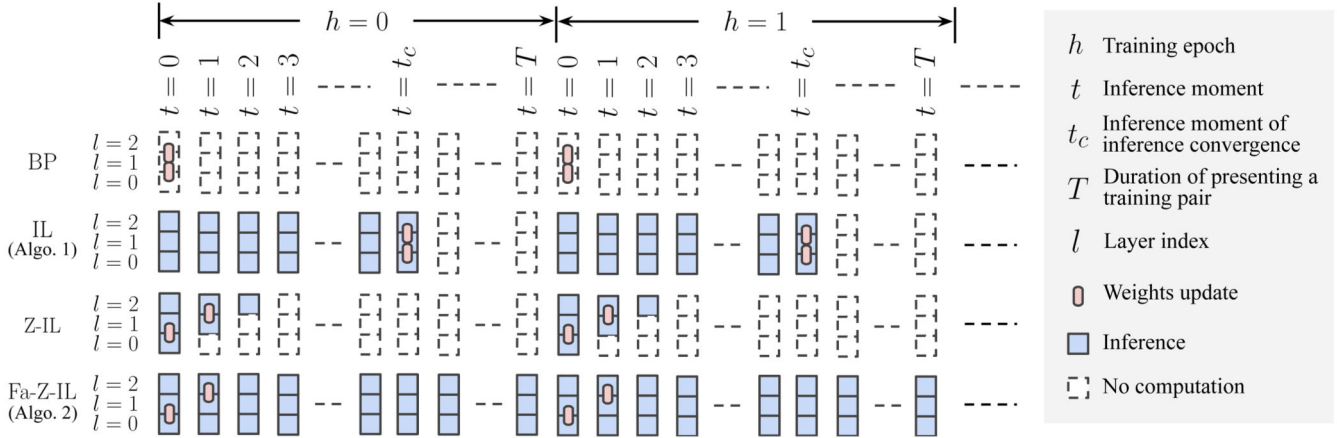 h = 0
h = 1
t = 0
t = 1
t = 2
t = 3
t = t_c
t = T
t = 0
t = 1
t = 2
t = 3
t = t_c
t = T
BP
l = 2
l = 1
l = 0
IL
(Algo. 1)
l = 2
l = 1
l = 0
Z-IL
l = 2
l = 1
l = 0
Fa-Z-IL
(Algo. 2)
l = 2
l = 1
l = 0
h Training epoch
t Inference moment
t_c Inference moment of
inference convergence
T Duration of presenting a
training pair
l Layer index
Weights update
Inference
No computation